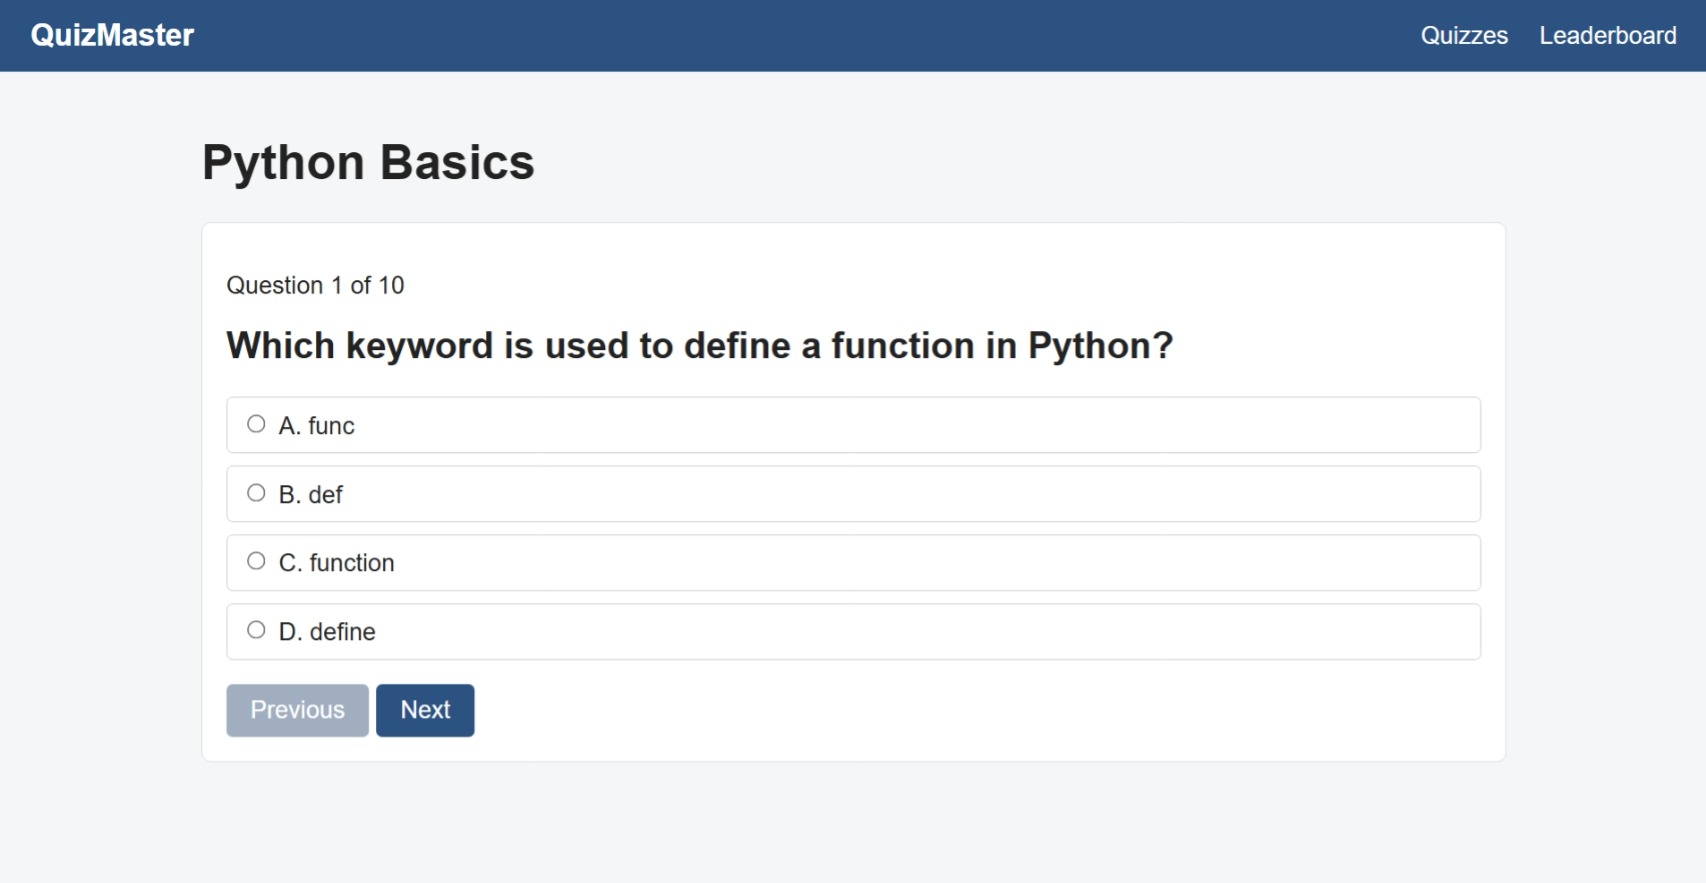 QuizMaster
Quizzes Leaderboard
Python Basics
Question 1 of 10
Which keyword is used to define a function in Python?
A. func
B. def
C. function
D. define
Previous Next